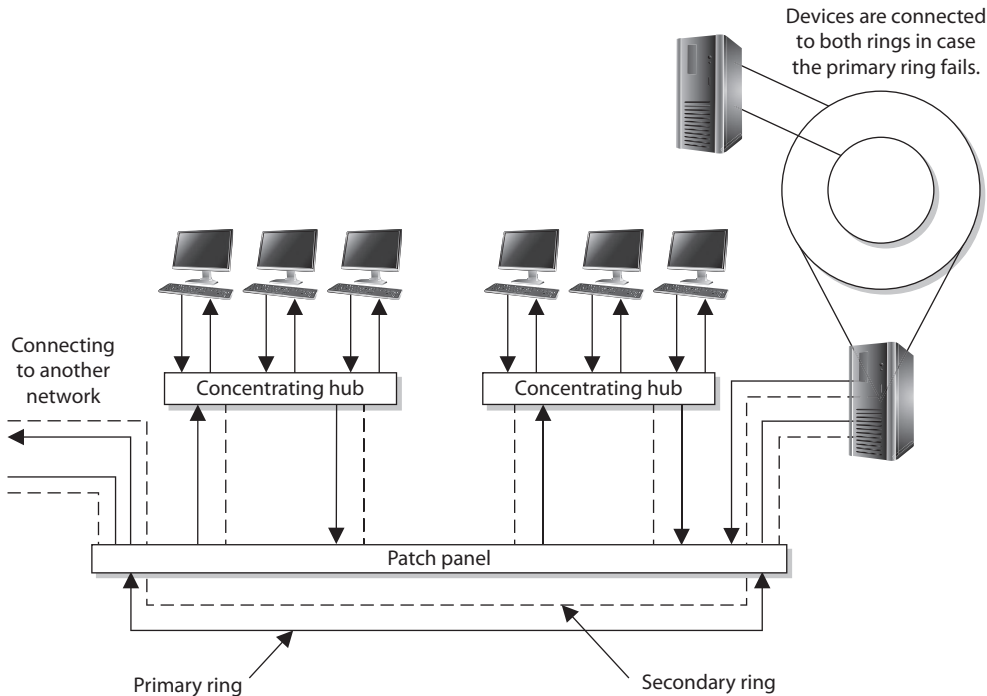 Devices are connected
to both rings in case
the primary ring fails.
Connecting
to another
network
Concentrating hub
Concentrating hub
Patch panel
Primary ring
Secondary ring